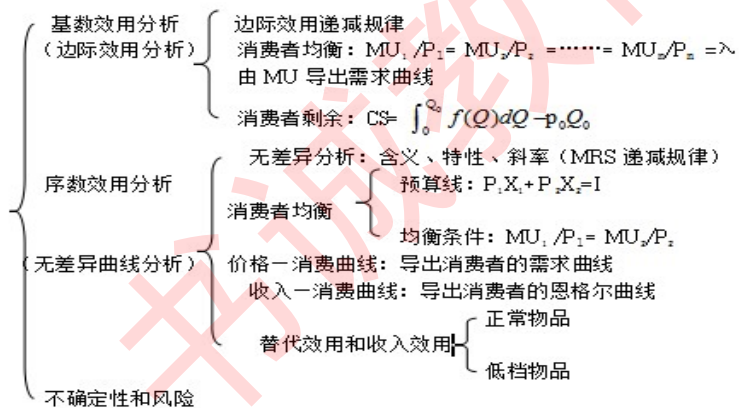 基数效用分析
(边际效用分析)
边际效用递减规律
消费者均衡：MU₁/P₁= MU₂/P₂ =……= MUₙ/Pₙ =λ
由 MU 导出需求曲线
消费者剩余：CS= ∫₀^Q₀ f(Q)dQ −p₀Q₀
序数效用分析
(无差异曲线分析)
无差异分析：含义、特性、斜率（MRS 递减规律）
消费者均衡
预算线：P₁X₁+P₂X₂=I
均衡条件：MU₁/P₁= MU₂/P₂
价格—消费曲线：导出消费者的需求曲线
收入—消费曲线：导出消费者的恩格尔曲线
替代效用和收入效用
正常物品
低档物品
不确定性和风险
书诚教